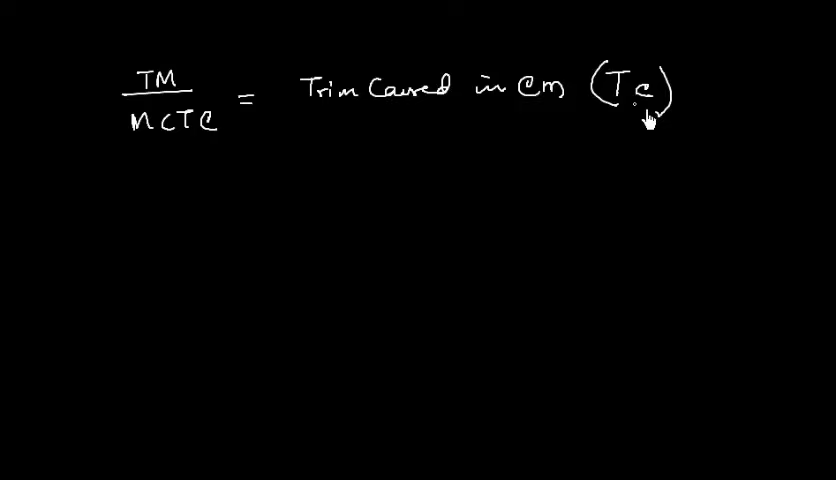 TM
MCTC = Trim Caused in cm (Tc)